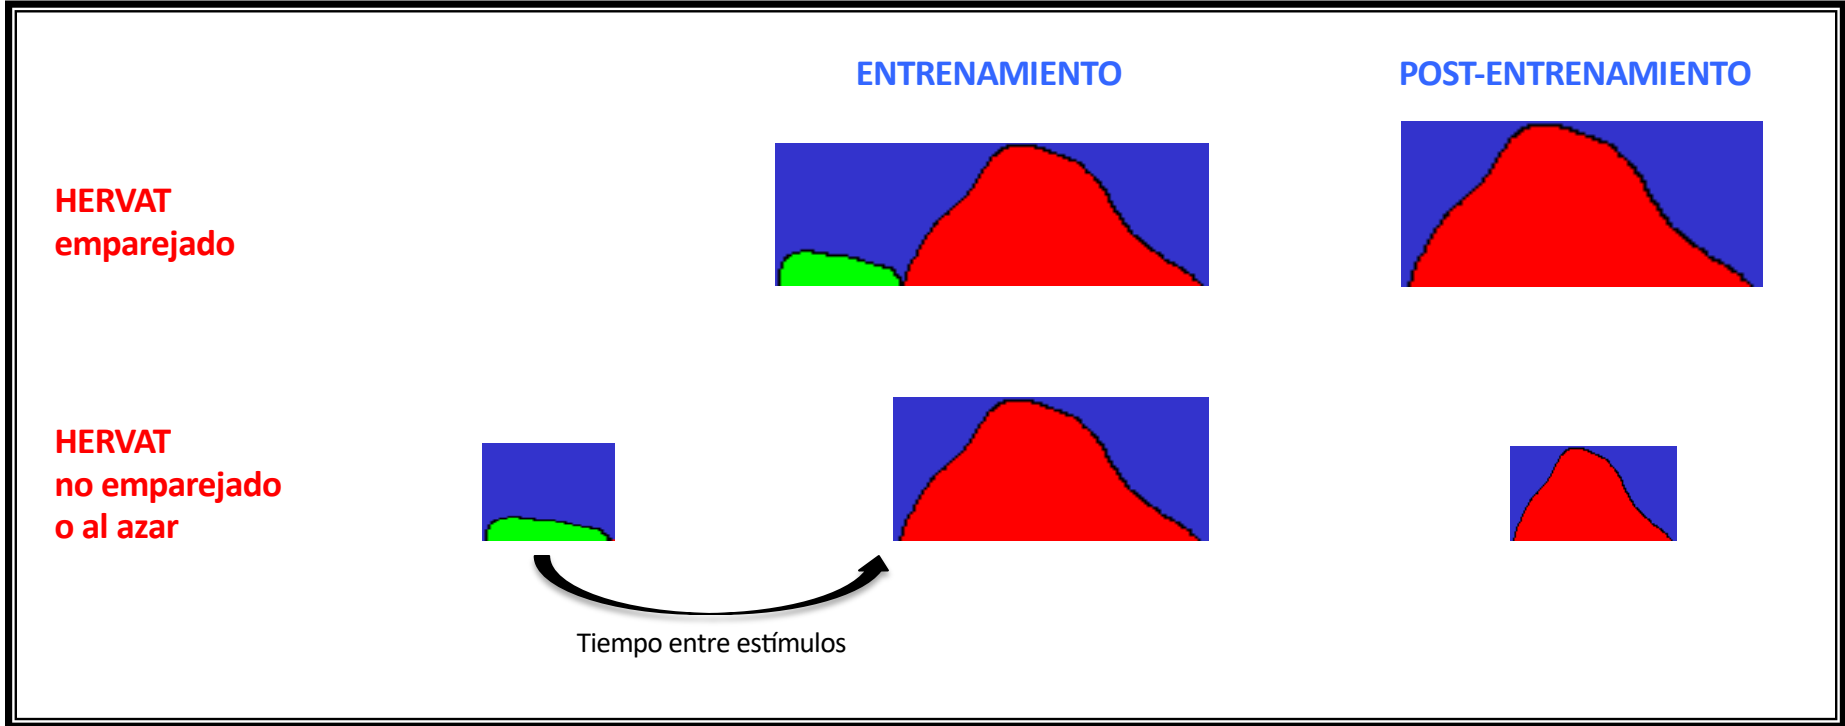 ENTRENAMIENTO
POST-ENTRENAMIENTO
HERVAT
emparejado
HERVAT
no emparejado
o al azar
Tiempo entre estímulos